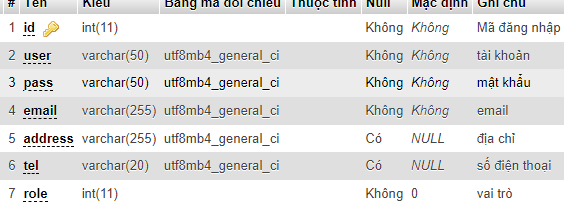 # Tên Kiểu Bảng mã đối chiếu Thuộc tính Null Mặc định Ghi chú
1 id int(11) Không Không Mã đăng nhập
2 user varchar(50) utf8mb4_general_ci Không Không tài khoản
3 pass varchar(50) utf8mb4_general_ci Không Không mật khẩu
4 email varchar(255) utf8mb4_general_ci Không Không email
5 address varchar(255) utf8mb4_general_ci Có NULL địa chỉ
6 tel varchar(20) utf8mb4_general_ci Có NULL số điện thoại
7 role int(11) Không 0 vai trò